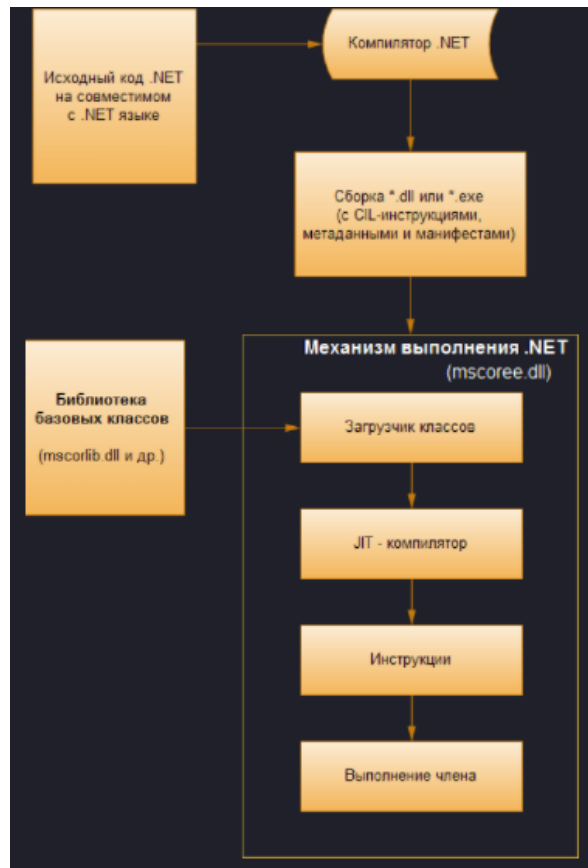 Исходный код .NET
на совместимом
с .NET языке
Компилятор .NET
Сборка *.dll или *.exe
(с CIL-инструкциями,
метаданными и манифестами)
Механизм выполнения .NET
(mscoree.dll)
Библиотека
базовых классов
(mscorlib.dll и др.)
Загрузчик классов
JIT - компилятор
Инструкции
Выполнение члена